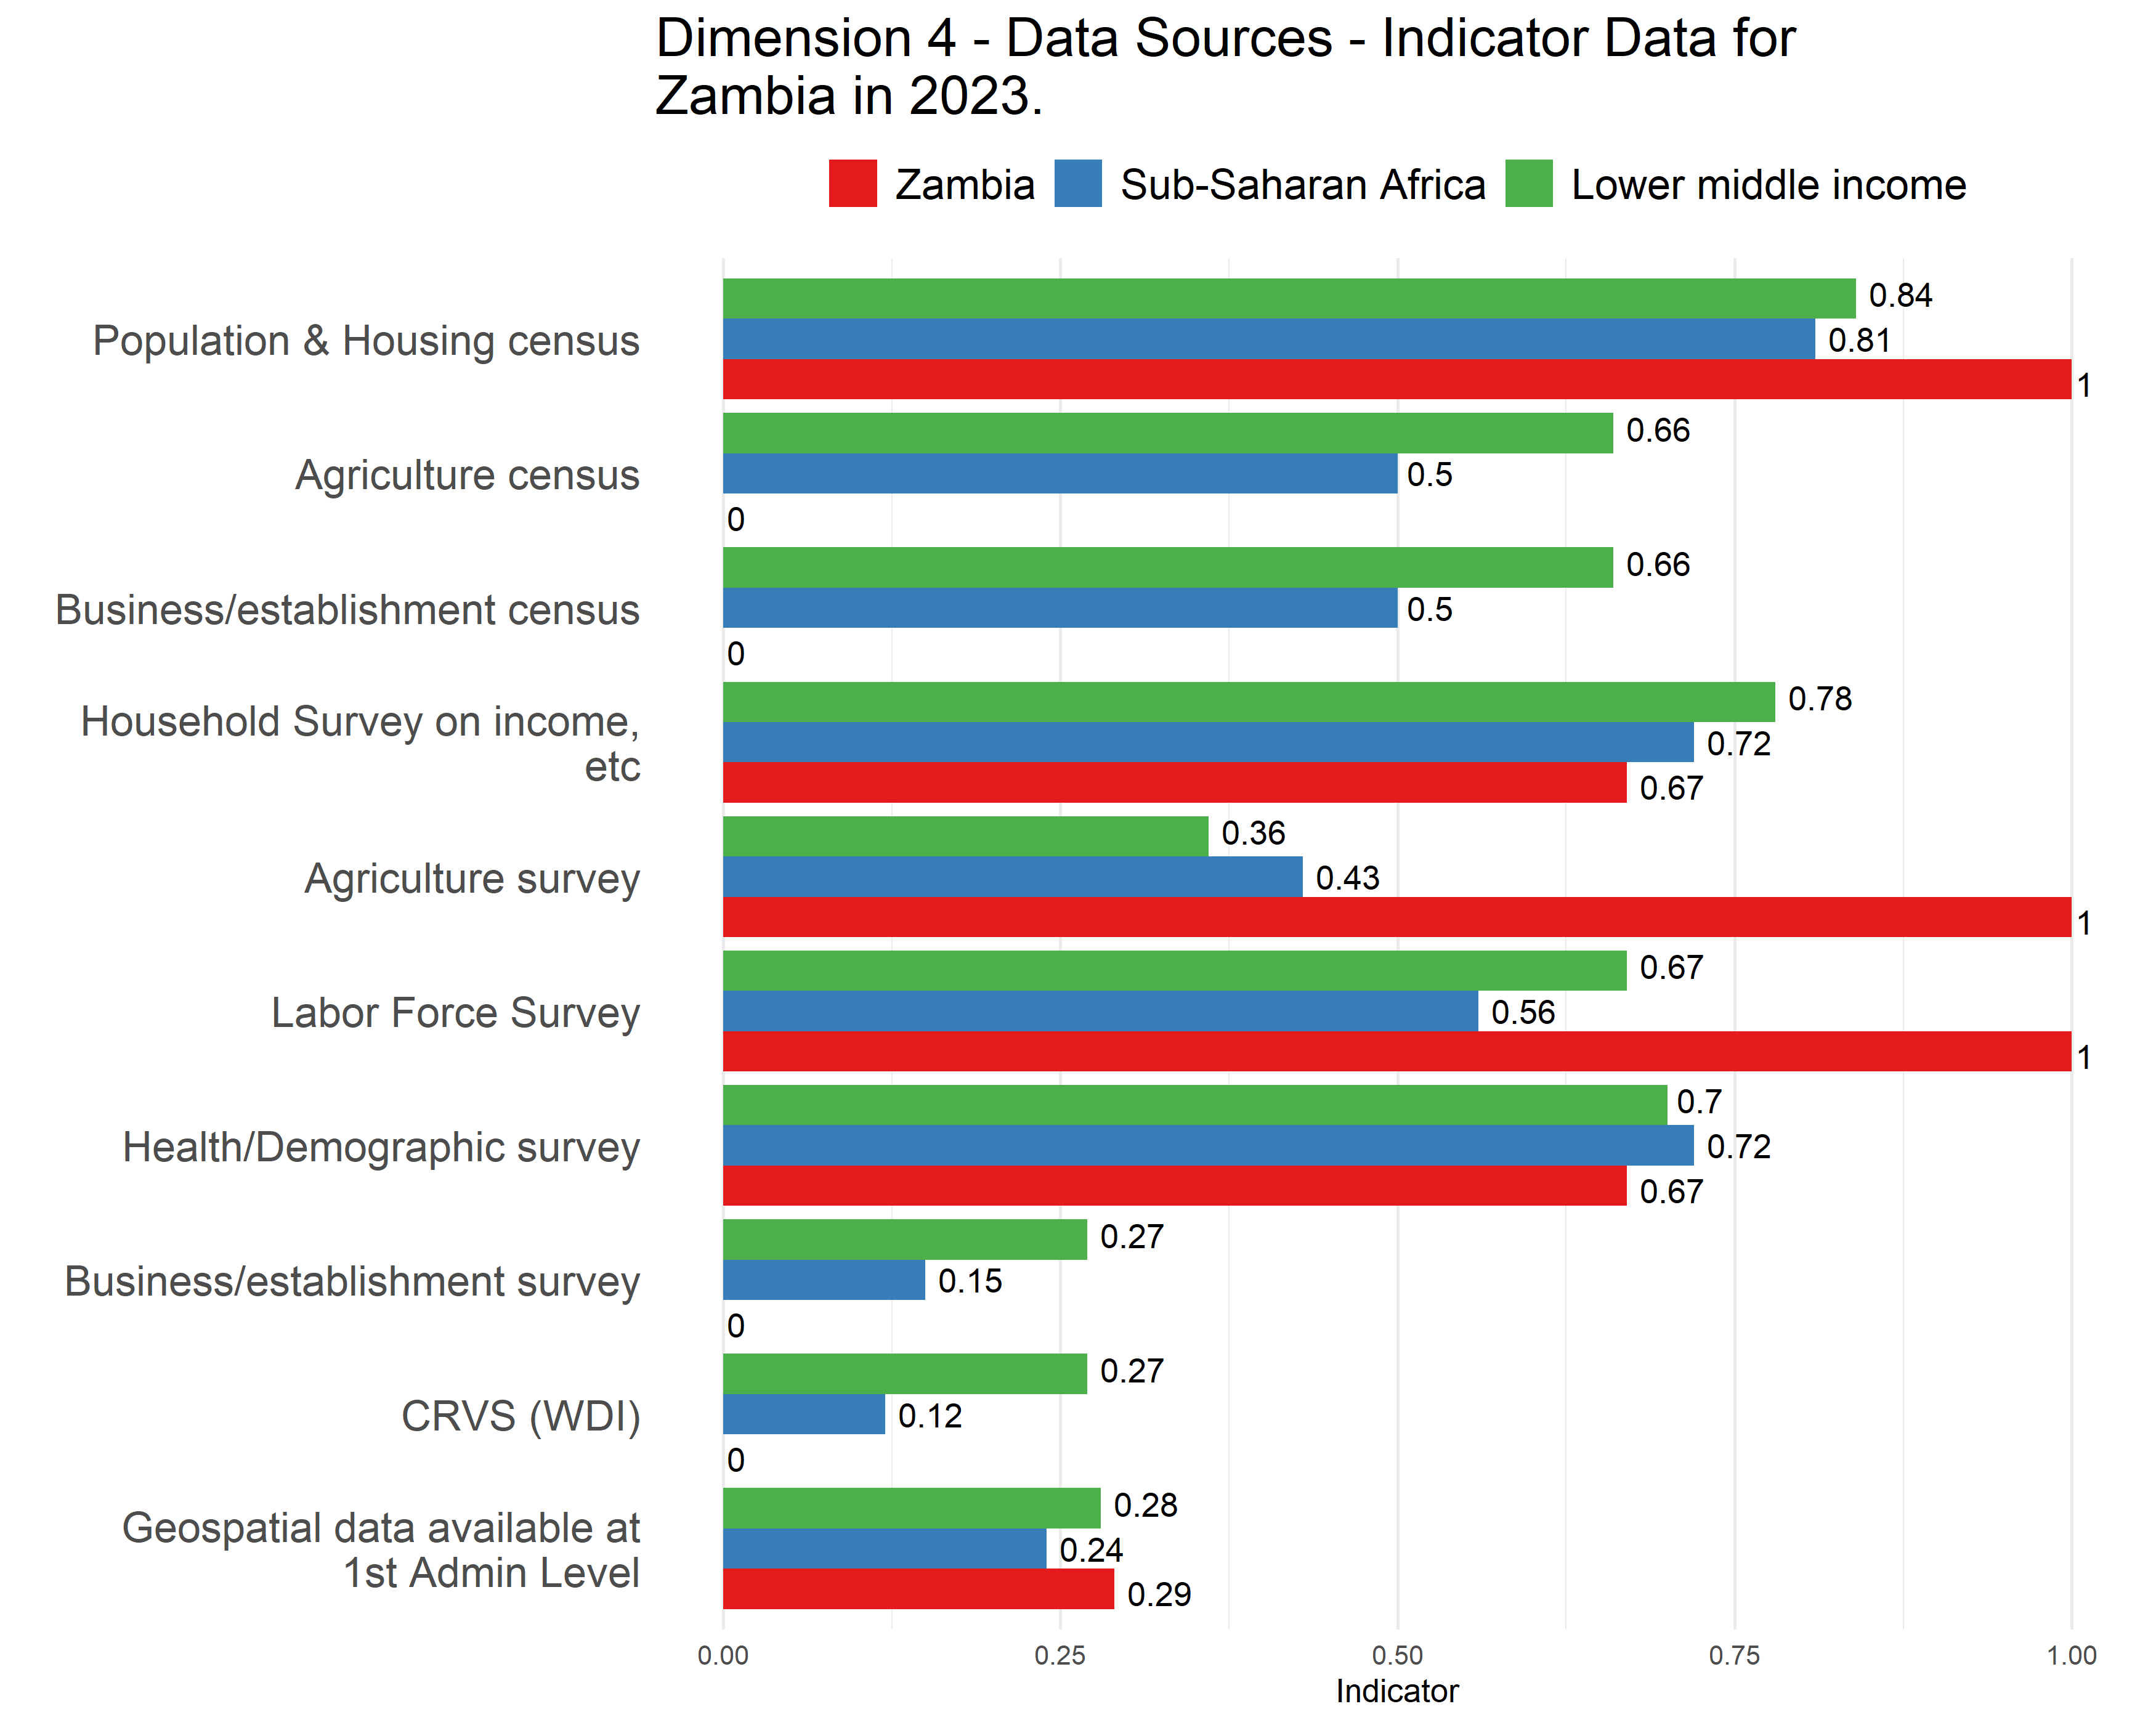 Dimension 4 - Data Sources - Indicator Data for
Zambia in 2023.
Zambia
Sub-Saharan Africa
Lower middle income
Population & Housing census
0.84
0.81
1
Agriculture census
0.66
0.5
0
Business/establishment census
0.66
0.5
0
Household Survey on income,
etc
0.78
0.72
0.67
Agriculture survey
0.36
0.43
1
Labor Force Survey
0.67
0.56
1
Health/Demographic survey
0.7
0.72
0.67
Business/establishment survey
0.27
0.15
0
CRVS (WDI)
0.27
0.12
0
Geospatial data available at
1st Admin Level
0.28
0.24
0.29
0.00
0.25
0.50
0.75
1.00
Indicator